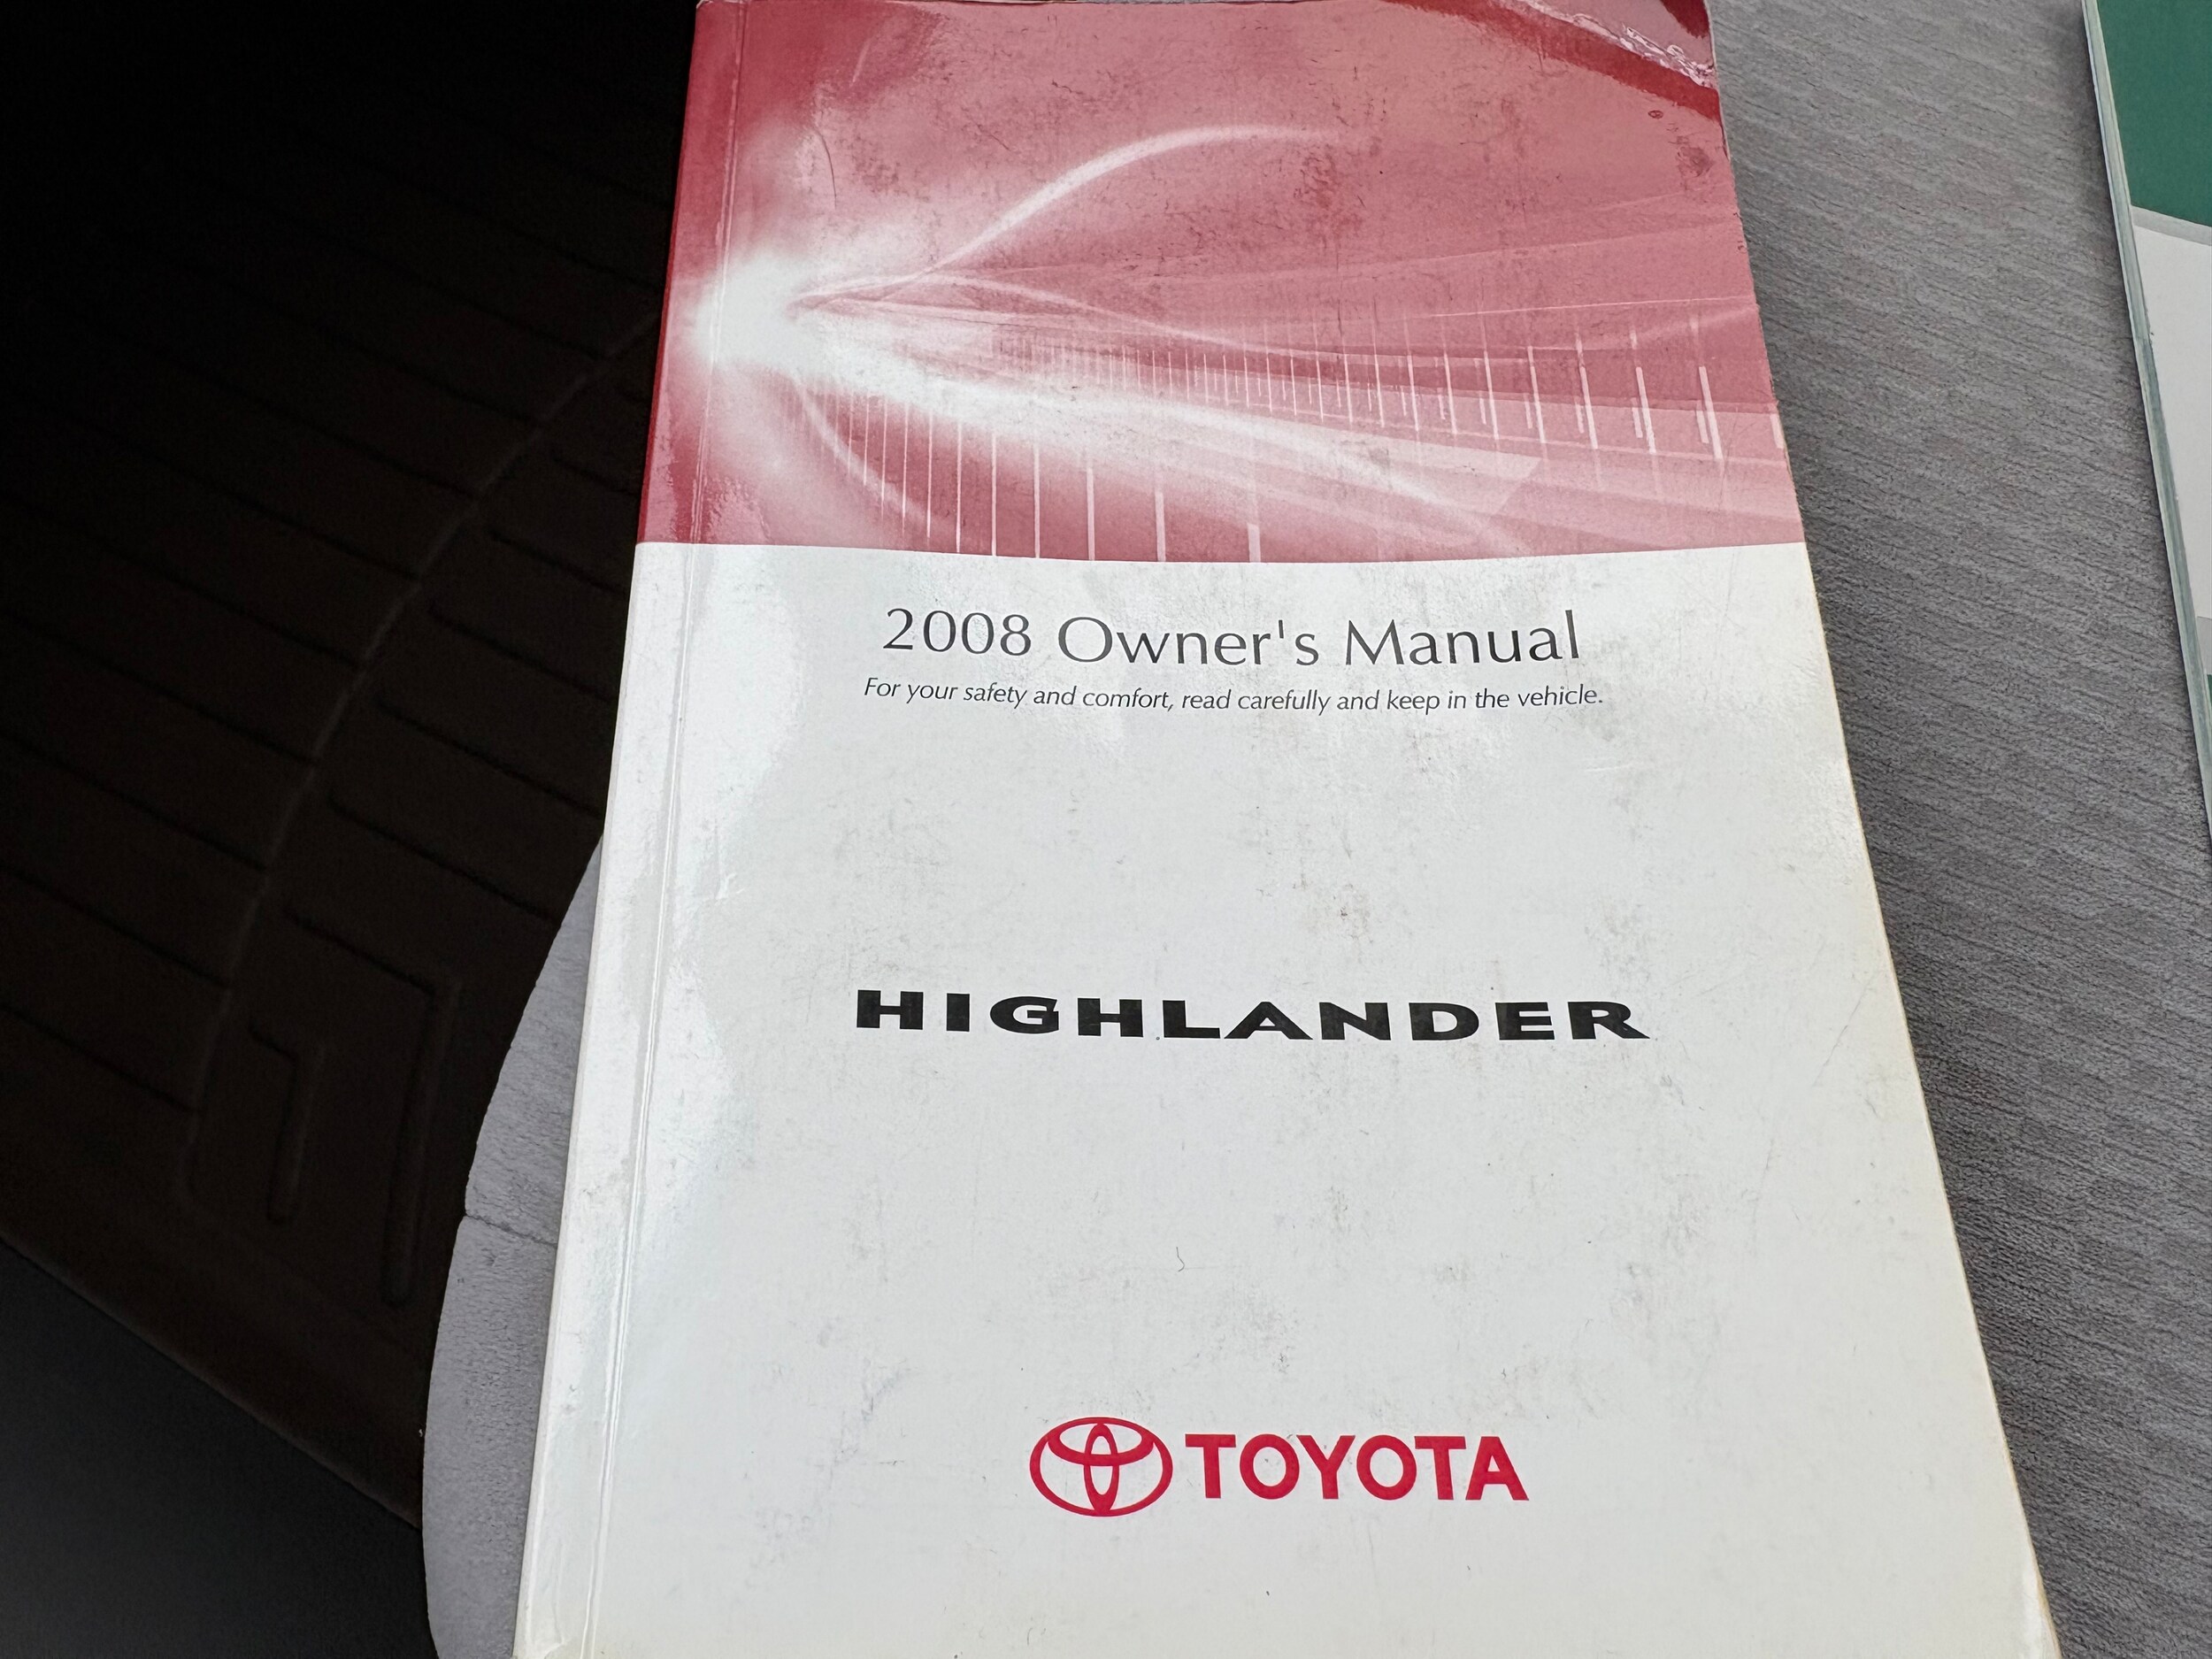 2008 Owner's Manual
For your safety and comfort, read carefully and keep in the vehicle.
HIGHLANDER
TOYOTA